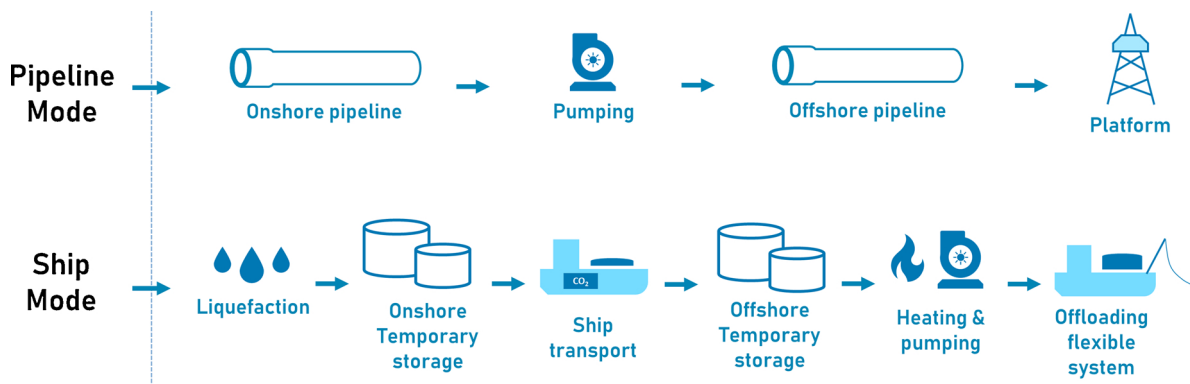 Pipeline
Mode
Onshore pipeline
Pumping
Offshore pipeline
Platform
Ship
Mode
Liquefaction
Onshore
Temporary
storage
CO₂
Ship
transport
Offshore
Temporary
storage
Heating &
pumping
Offloading
flexible
system